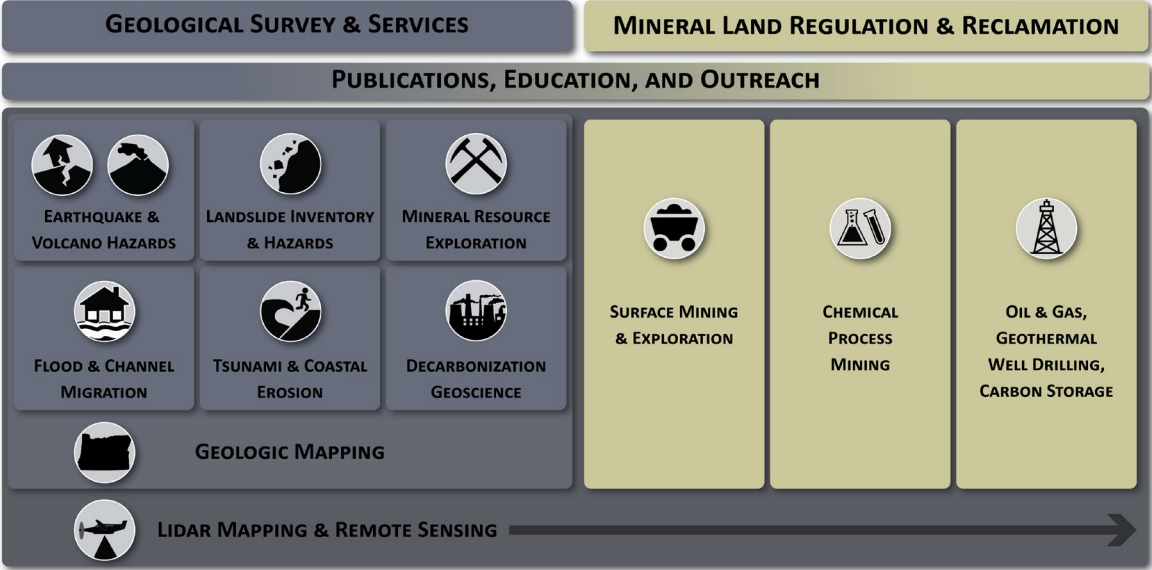 Geological Survey & Services
Mineral Land Regulation & Reclamation
Publications, Education, and Outreach
Earthquake &
Volcano Hazards
Landslide Inventory
& Hazards
Mineral Resource
Exploration
Flood & Channel
Migration
Tsunami & Coastal
Erosion
Decarbonization
Geoscience
Geologic Mapping
Surface Mining
& Exploration
Chemical
Process
Mining
Oil & Gas,
Geothermal
Well Drilling,
Carbon Storage
Lidar Mapping & Remote Sensing